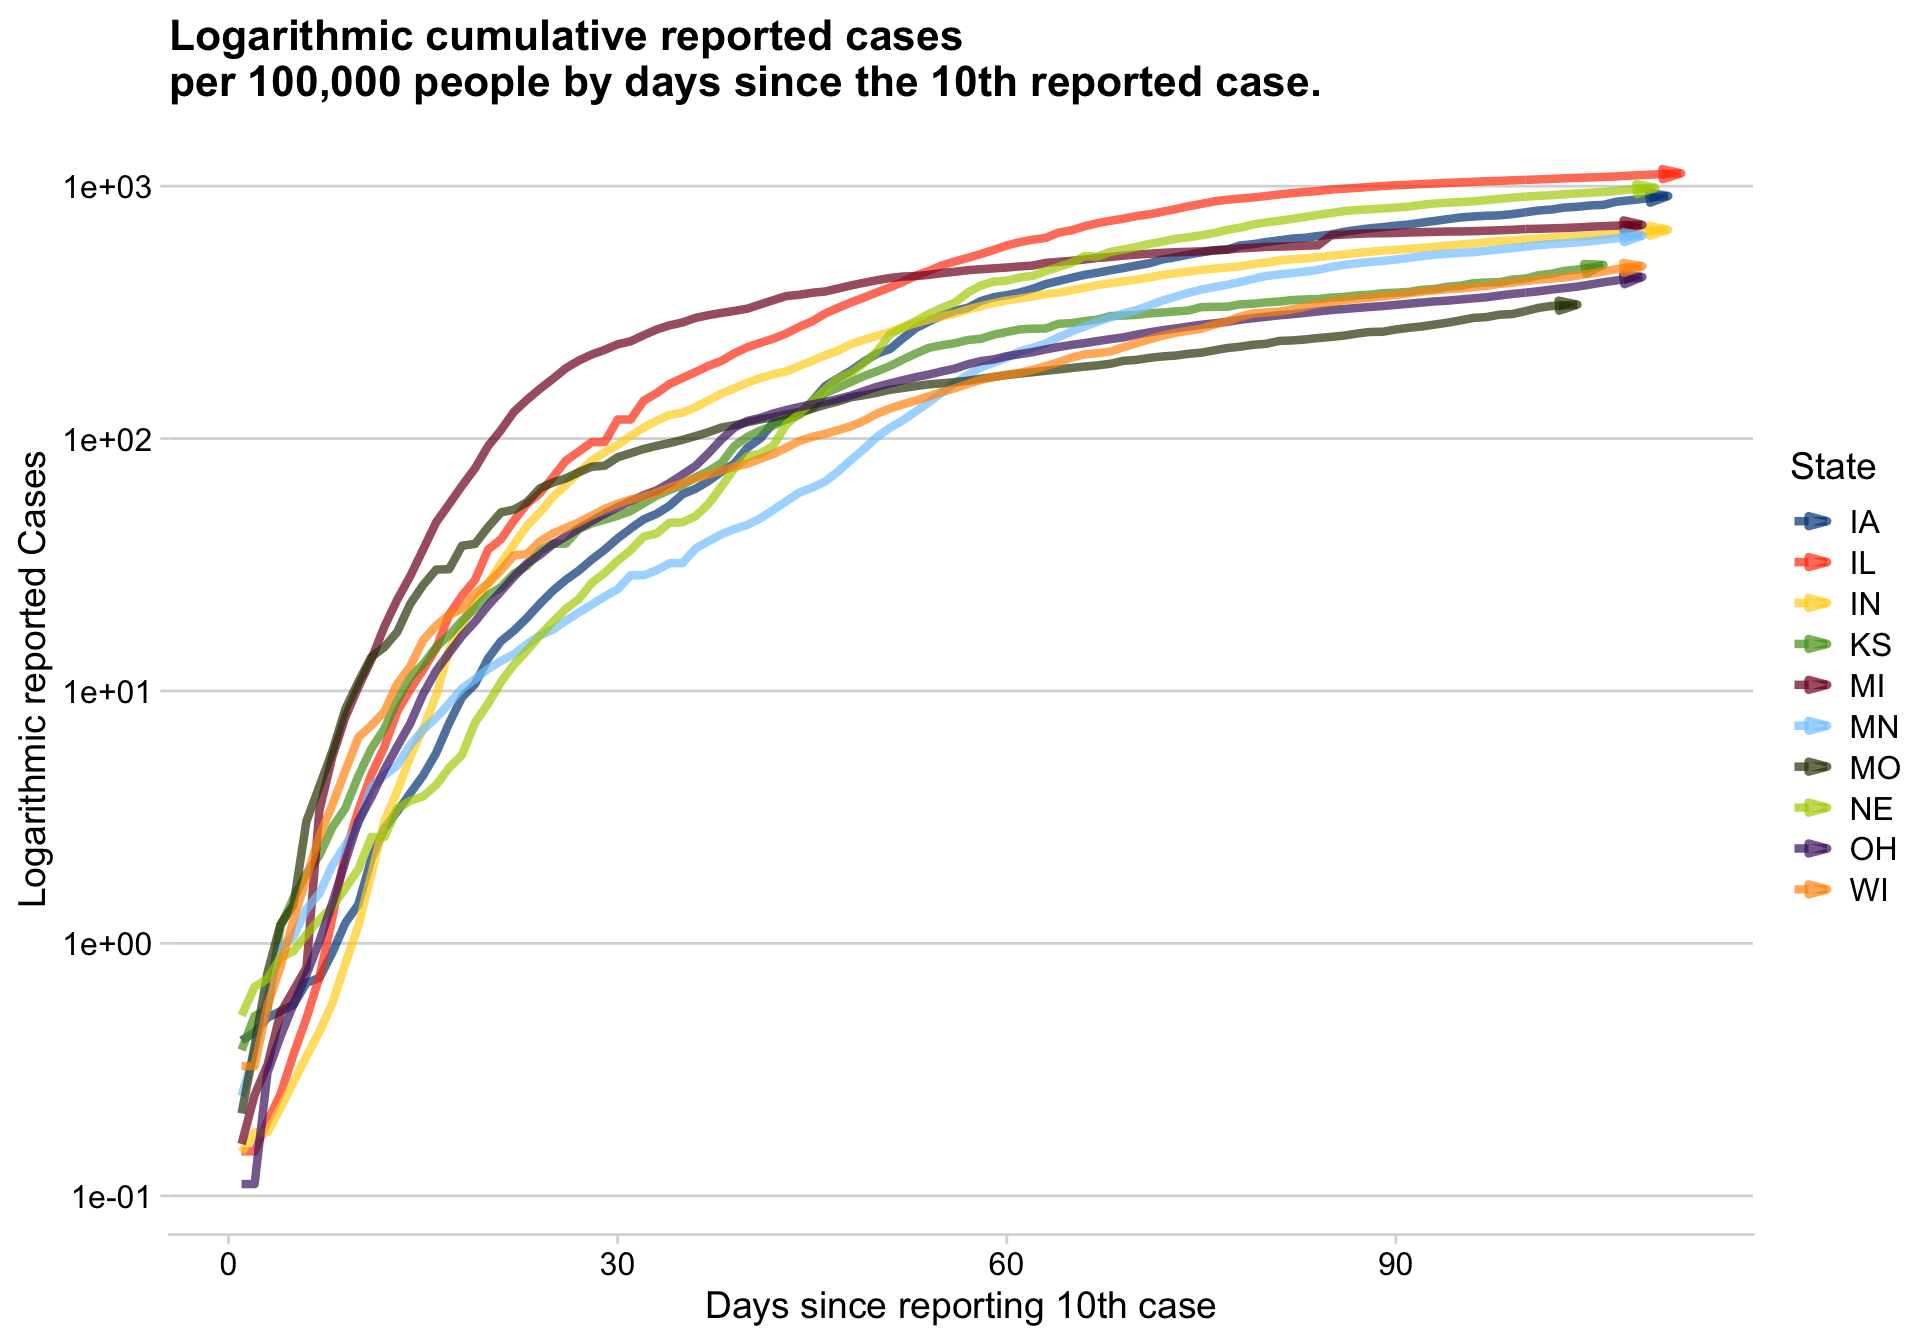 Logarithmic cumulative reported cases
per 100,000 people by days since the 10th reported case.
Logarithmic reported Cases
1e+03
1e+02
1e+01
1e+00
1e-01
0
30
60
90
Days since reporting 10th case
State
IA
IL
IN
KS
MI
MN
MO
NE
OH
WI